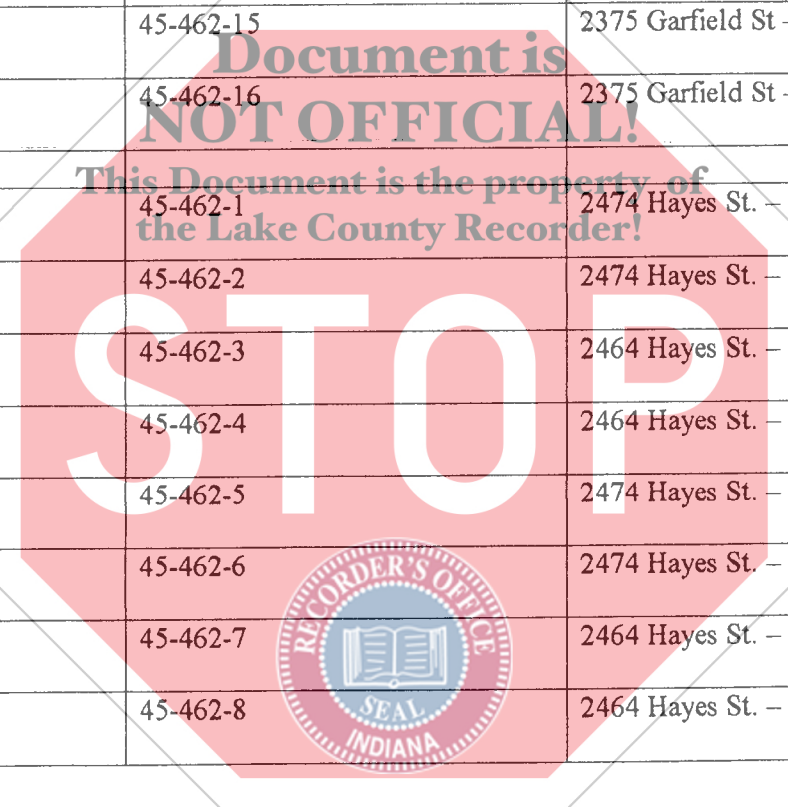 45-462-15 2375 Garfield St –
Document is
45-462-16 2375 Garfield St –
NOT OFFICIAL!
This Document is the property of
45-462-1 2474 Hayes St. –
the Lake County Recorder!
45-462-2 2474 Hayes St. –
45-462-3 2464 Hayes St. –
STOP
45-462-4 2464 Hayes St. –
45-462-5 2474 Hayes St. –
45-462-6 2474 Hayes St. –
RECORDER'S OFFICE
45-462-7 2464 Hayes St. –
45-462-8 2464 Hayes St. –
SEAL
INDIANA